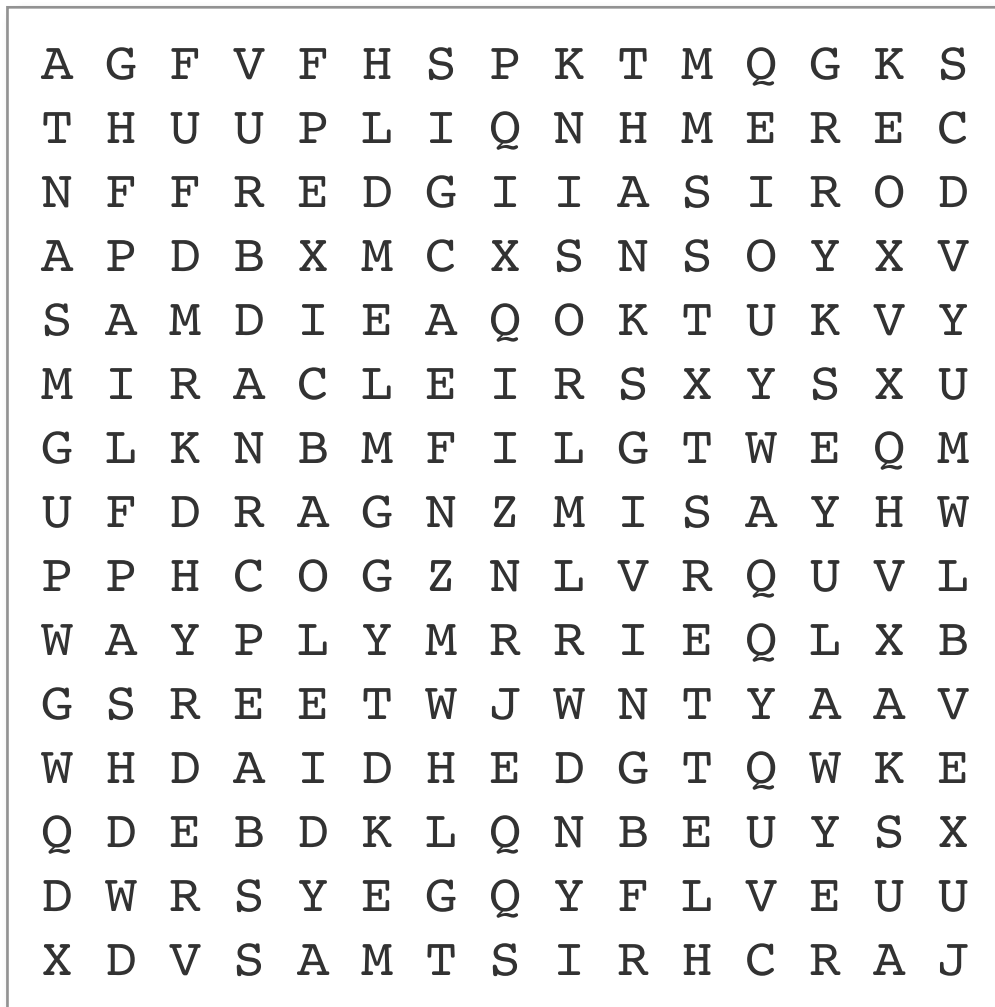 A G F V F H S P K T M Q G K S
T H U U P L I Q N H M E R E C
N F F R E D G I I A S I R O D
A P D B X M C X S N S O Y X V
S A M D I E A Q O K T U K V Y
M I R A C L E I R S X Y S X U
G L K N B M F I L G T W E Q M
U F D R A G N Z M I S A Y H W
P P H C O G Z N L V R Q U V L
W A Y P L Y M R R I E Q L X B
G S R E E T W J W N T Y A A V
W H D A I D H E D G T Q W K E
Q D E B D K L Q N B E U Y S X
D W R S Y E G Q Y F L V E U U
X D V S A M T S I R H C R A J